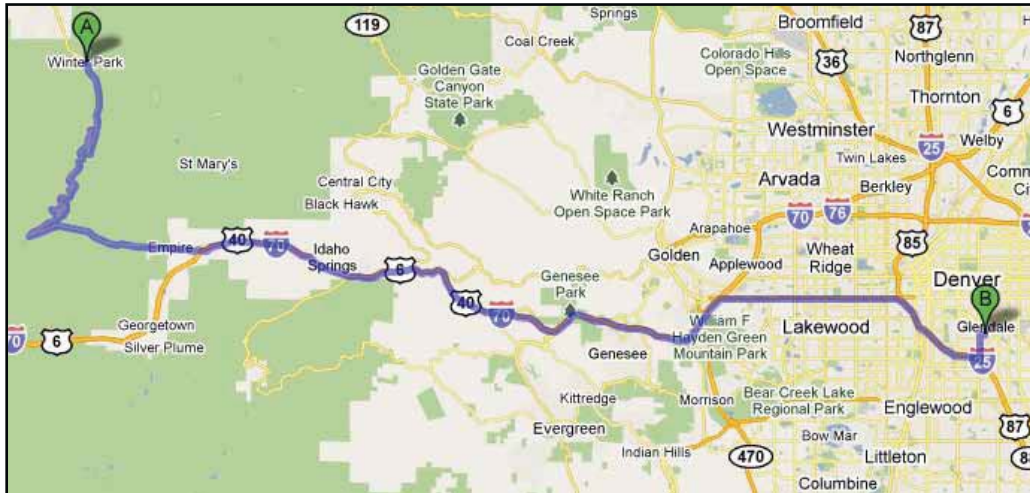 Springs
Broomfield
87
119
Coal Creek
Northglenn
A
Winter Park
36
Colorado Hills
Open Space
Golden Gate
Canyon
State Park
Thornton
6
Westminster
Welby
25
Twin Lakes
St Mary's
Arvada
Berkley
Central City
White Ranch
Open Space Park
Black Hawk
70
76
Arapahoe
Wheat
Ridge
85
Empire
40
70
Idaho
Springs
6
Golden
Applewood
Genesee
Park
Denver
B
40
70
Glendale
Georgetown
William F
Hayden Green
Mountain Park
Lakewood
70
6
Silver Plume
Genesee
25
Bear Creek Lake
Regional Park
Kittredge
Morrison
Englewood
Evergreen
87
Bow Mar
Indian Hills
470
Littleton
Columbine